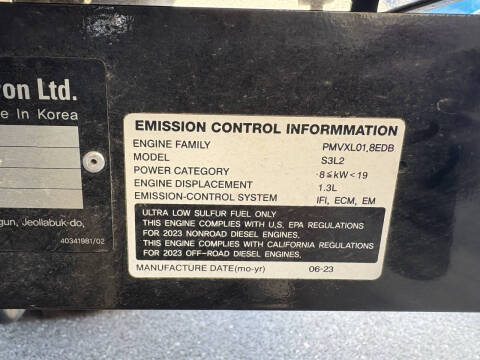 on Ltd.
e In Korea
gun, Jeollabuk-do,
40341981/02
EMISSION CONTROL INFORMMATION
ENGINE FAMILY PMVXL01,8EDB
MODEL S3L2
POWER CATEGORY 8≤kW<19
ENGINE DISPLACEMENT 1.3L
EMISSION-CONTROL SYSTEM IFI, ECM, EM
ULTRA LOW SULFUR FUEL ONLY
THIS ENGINE COMPLIES WITH U.S. EPA REGULATIONS
FOR 2023 NONROAD DIESEL ENGINES.
THIS ENGINE COMPLIES WITH CALIFORNIA REGULATIONS
FOR 2023 OFF-ROAD DIESEL ENGINES.
MANUFACTURE DATE(mo-yr) 06-23